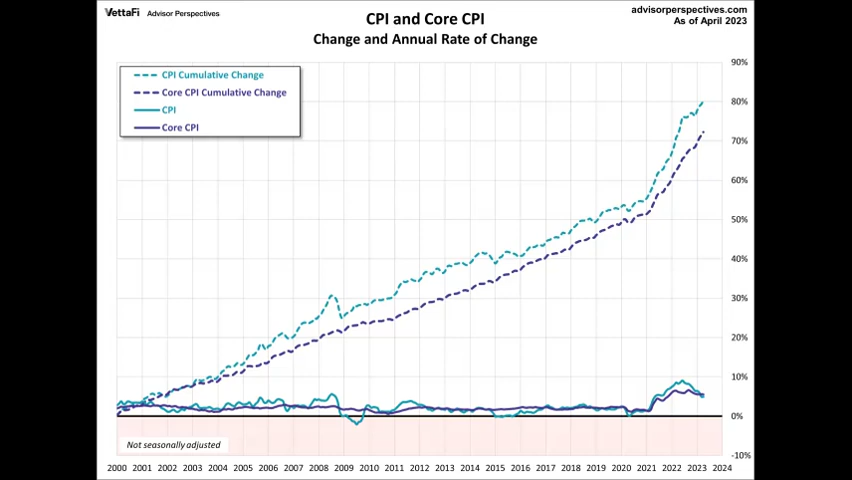 VettaFi Advisor Perspectives
advisorperspectives.com
As of April 2023
CPI and Core CPI
Change and Annual Rate of Change
CPI Cumulative Change
Core CPI Cumulative Change
CPI
Core CPI
90%
80%
70%
60%
50%
40%
30%
20%
10%
0%
-10%
Not seasonally adjusted
2000 2001 2002 2003 2004 2005 2006 2007 2008 2009 2010 2011 2012 2013 2014 2015 2016 2017 2018 2019 2020 2021 2022 2023 2024